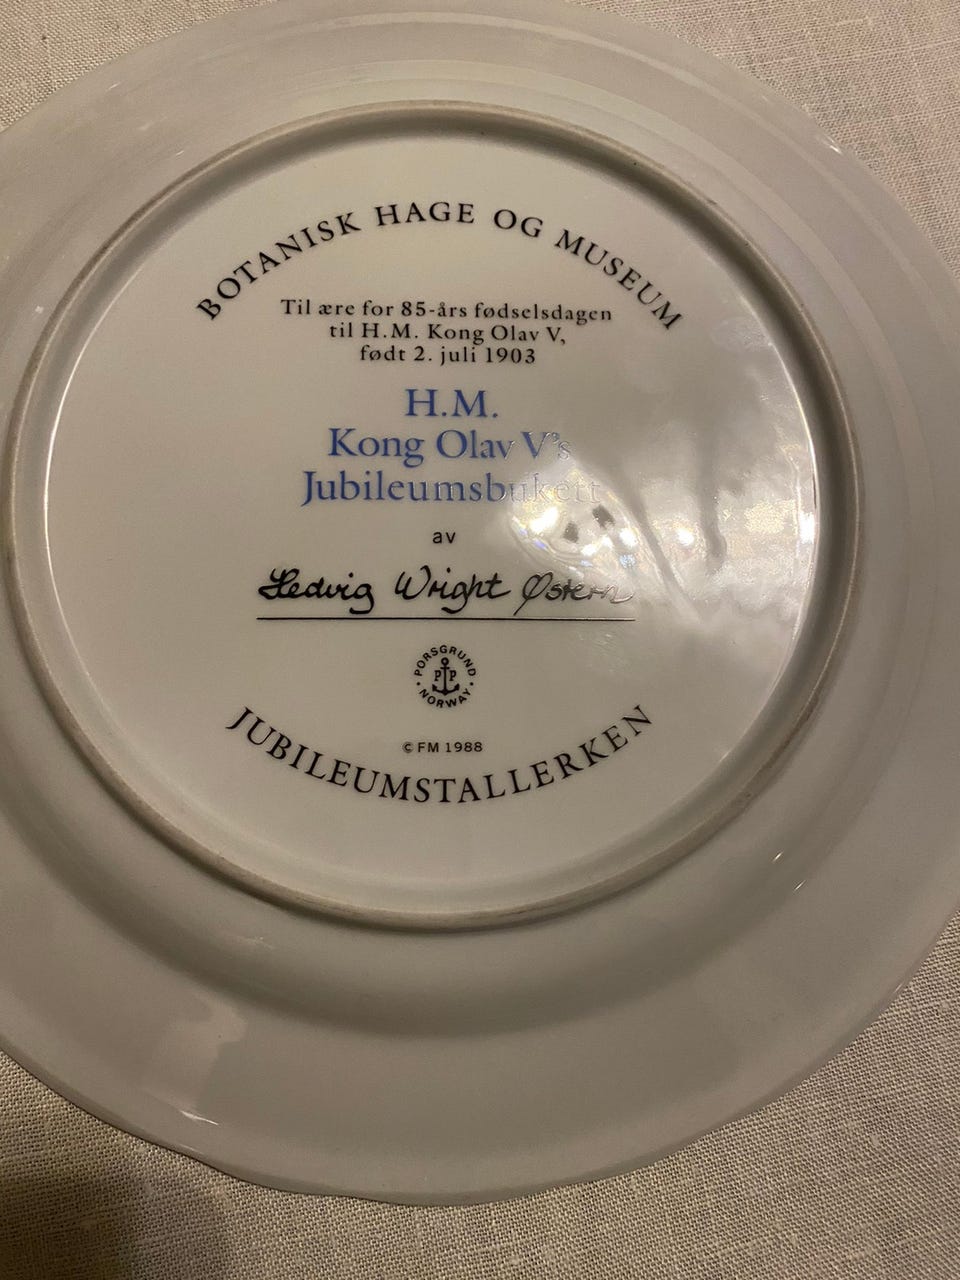 BOTANISK HAGE OG MUSEUM
Til ære for 85-års fødselsdagen
til H.M. Kong Olav V,
født 2. juli 1903
H.M.
Kong Olav V's
Jubileumsbukett
av
Hedvig Wright Østern
PORSGRUND
PP
NORWAY
© FM 1988
JUBILEUMSTALLERKEN